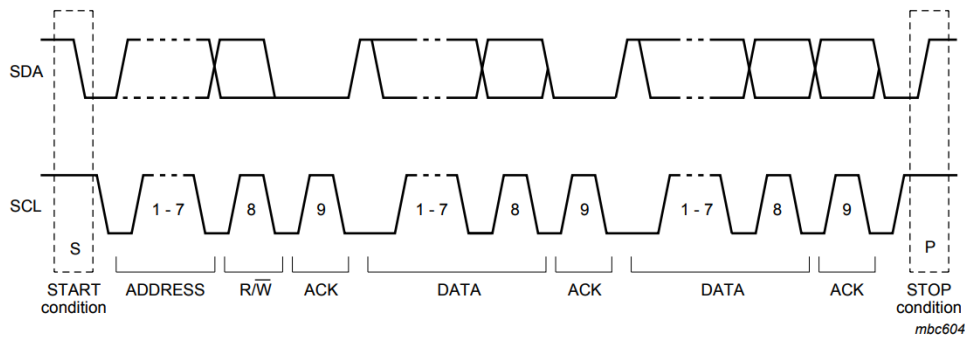 SDA
SCL
1 - 7 8 9 1 - 7 8 9 1 - 7 8 9
S P
START condition ADDRESS R/W̅ ACK DATA ACK DATA ACK STOP condition
mbc604